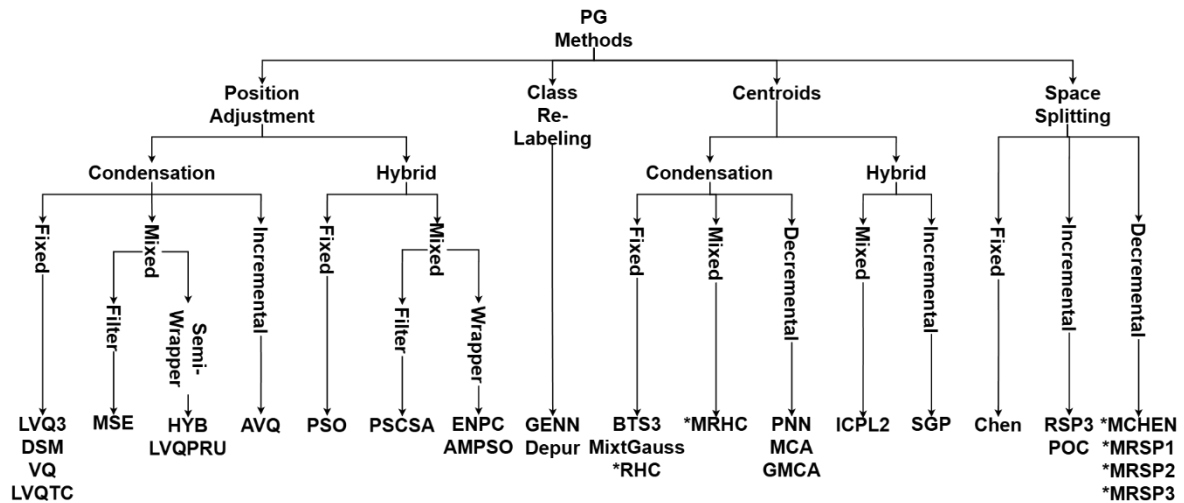 PG
Methods
Position
Adjustment
Class
Re-
Labeling
Centroids
Space
Splitting
Condensation
Hybrid
Condensation
Hybrid
Fixed
Mixed
Incremental
Fixed
Mixed
Fixed
Mixed
Decremental
Mixed
Incremental
Fixed
Incremental
Decremental
Filter
Semi-
Wrapper
Filter
Wrapper
LVQ3
DSM
VQ
LVQTC
MSE
HYB
LVQPRU
AVQ
PSO
PSCSA
ENPC
AMPSO
GENN
Depur
BTS3
MixtGauss
*RHC
*MRHC
PNN
MCA
GMCA
ICPL2
SGP
Chen
RSP3
POC
*MCHEN
*MRSP1
*MRSP2
*MRSP3